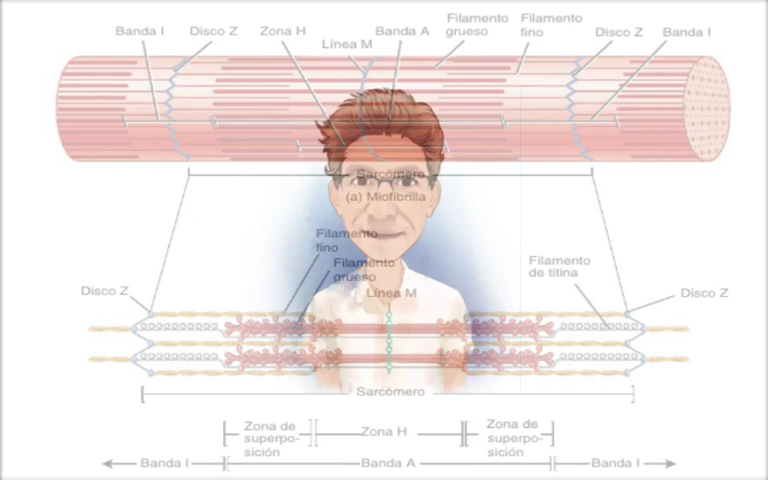 Banda I
Disco Z
Zona H
Línea M
Banda A
Filamento
grueso
Filamento
fino
Disco Z
Banda I
Sarcómero
(a) Miofibrilla
Filamento
fino
Filamento
grueso
Línea M
Filamento
de titina
Disco Z
Disco Z
Sarcómero
Zona de
superpo-
sición
Zona H
Zona de
superpo-
sición
Banda I
Banda A
Banda I